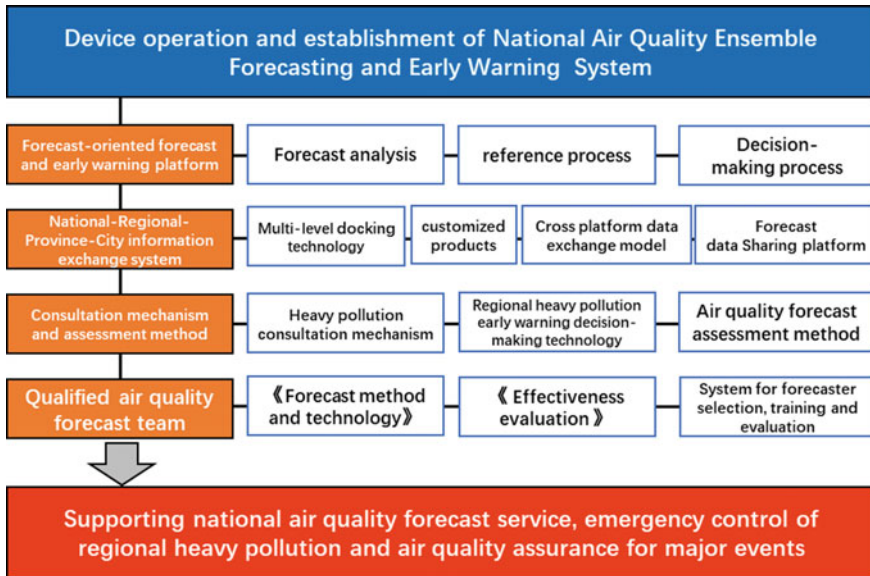 Device operation and establishment of National Air Quality Ensemble
Forecasting and Early Warning System
Forecast-oriented forecast
and early warning platform
Forecast analysis
reference process
Decision-
making process
National-Regional-
Province-City information
exchange system
Multi-level docking
technology
customized
products
Cross platform data
exchange model
Forecast
data Sharing platform
Consultation mechanism
and assessment method
Heavy pollution
consultation mechanism
Regional heavy pollution
early warning decision-
making technology
Air quality forecast
assessment method
Qualified air quality
forecast team
《Forecast method
and technology》
《 Effectiveness
evaluation 》
System for forecaster
selection, training and
evaluation
Supporting national air quality forecast service, emergency control of
regional heavy pollution and air quality assurance for major events